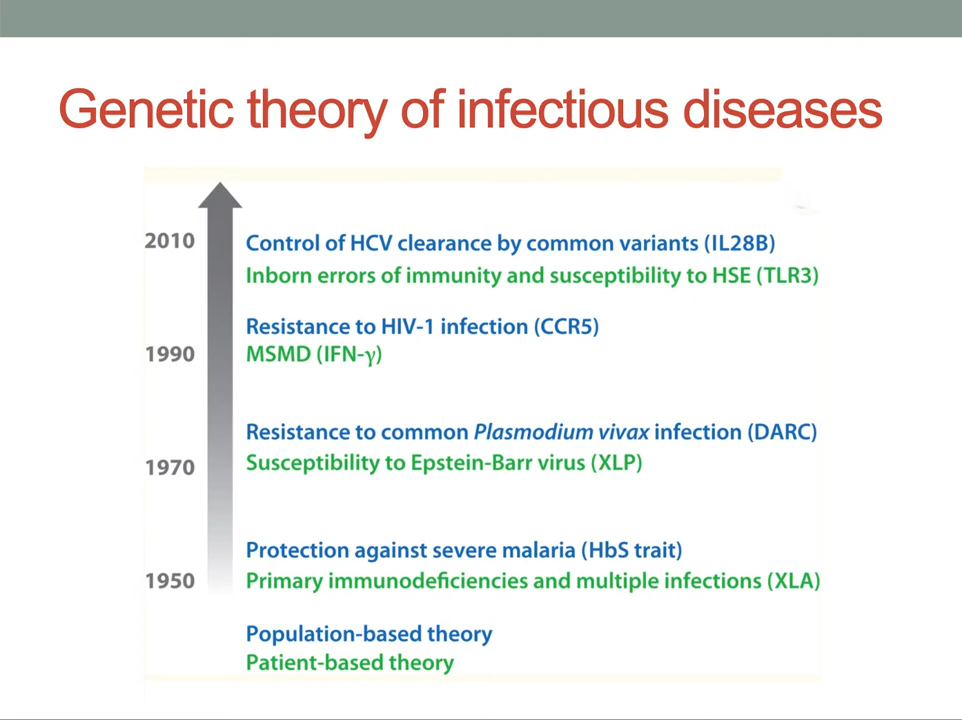 Genetic theory of infectious diseases
2010
Control of HCV clearance by common variants (IL28B)
Inborn errors of immunity and susceptibility to HSE (TLR3)
Resistance to HIV-1 infection (CCR5)
1990
MSMD (IFN-γ)
Resistance to common Plasmodium vivax infection (DARC)
1970
Susceptibility to Epstein-Barr virus (XLP)
Protection against severe malaria (HbS trait)
1950
Primary immunodeficiencies and multiple infections (XLA)
Population-based theory
Patient-based theory